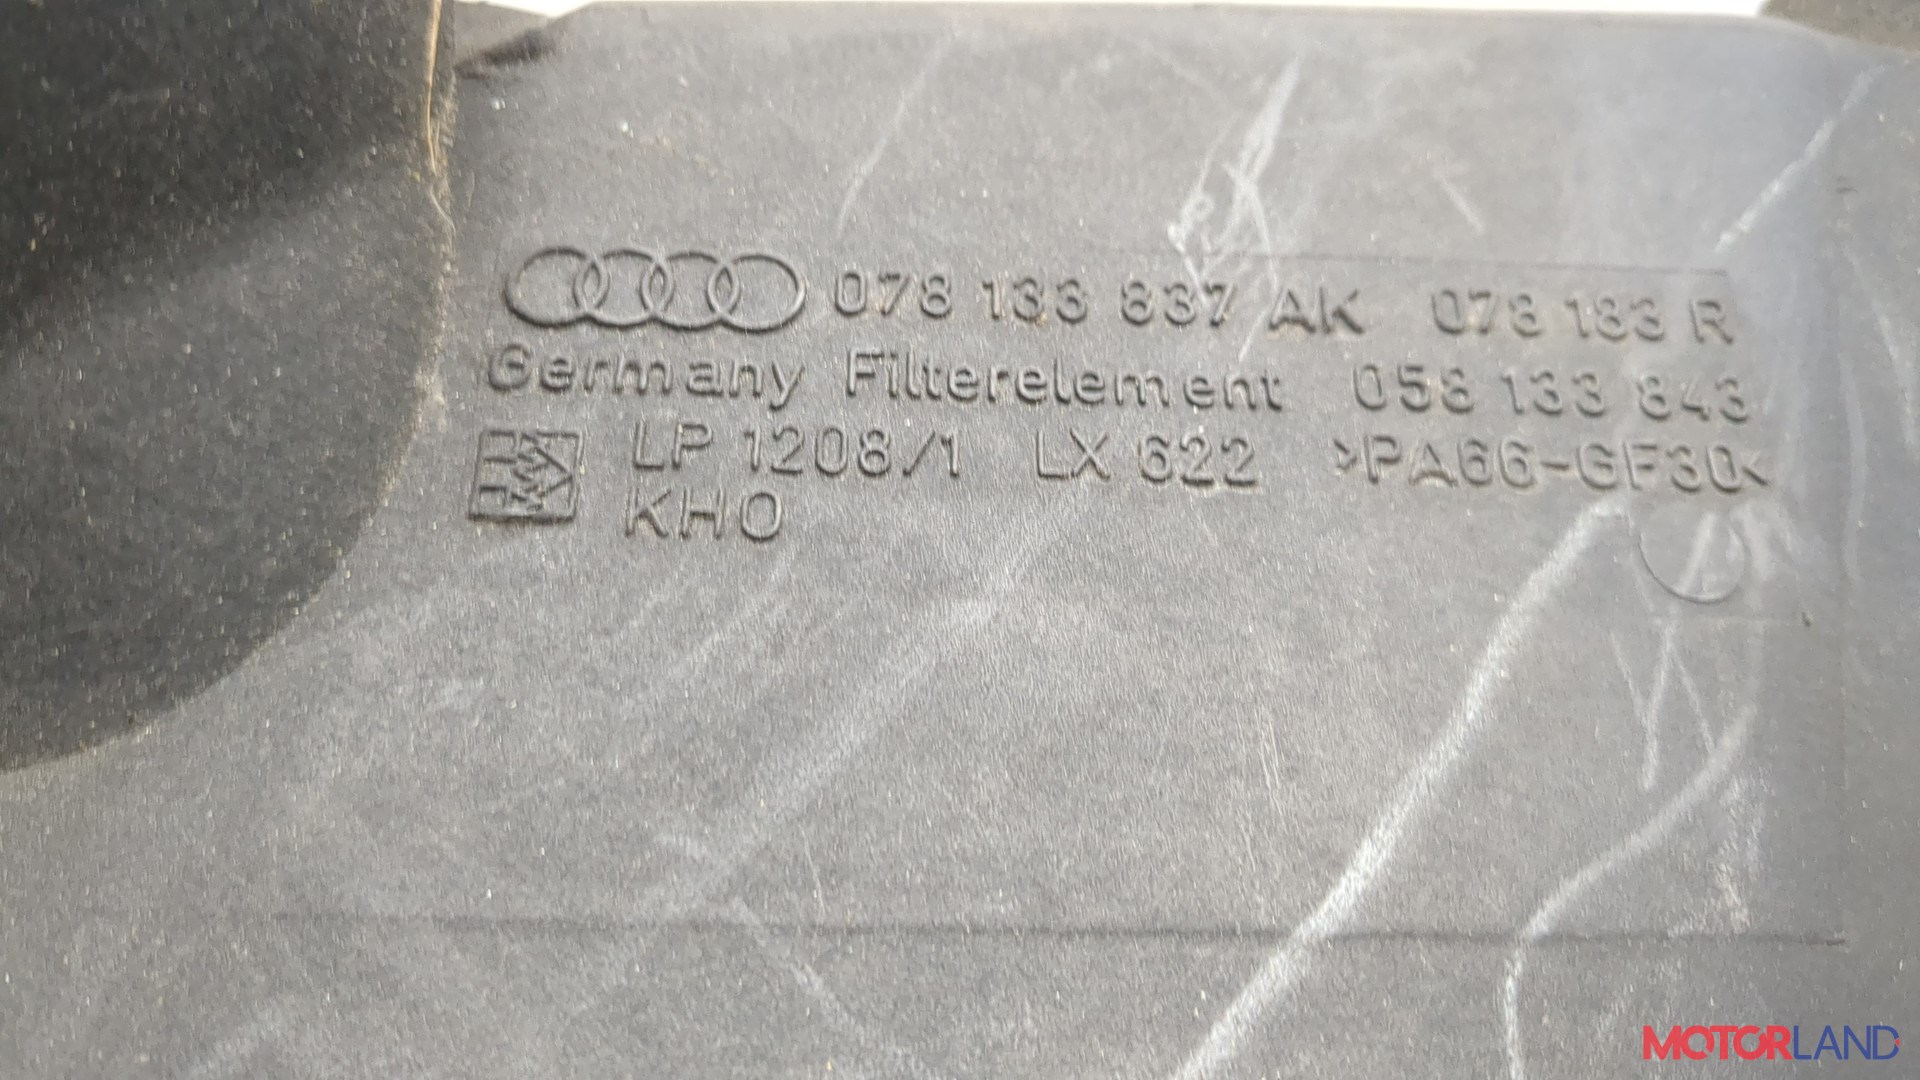 078 133 837 AK 078 133 R
Germany Filterelement 058 133 843
LP 1208/1 LX 622 >PA66-GF30<
KHO
MOTORLAND